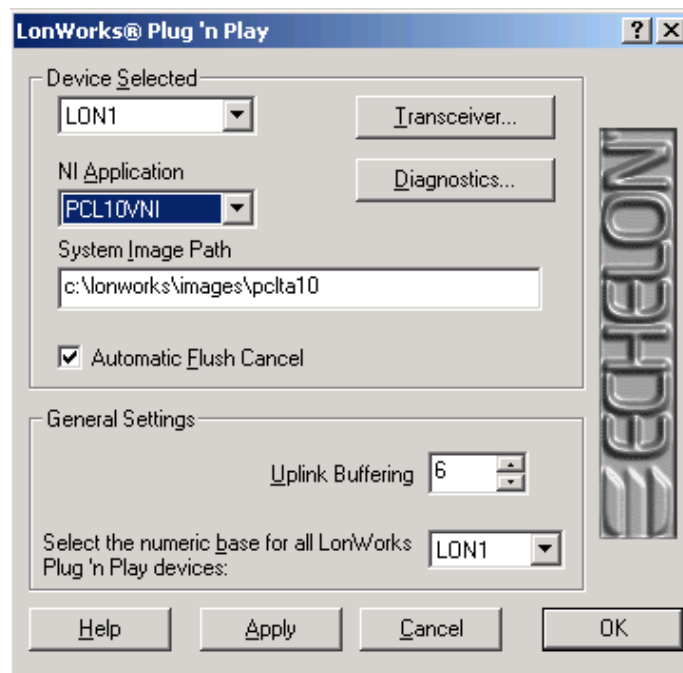 LonWorks® Plug 'n Play
Device Selected
LON1
Transceiver...
NI Application
Diagnostics...
PCL10VNI
System Image Path
c:\lonworks\images\pclta10
Automatic Flush Cancel
General Settings
Uplink Buffering 6
Select the numeric base for all LonWorks LON1
Plug 'n Play devices:
Help Apply Cancel OK
ECHELON